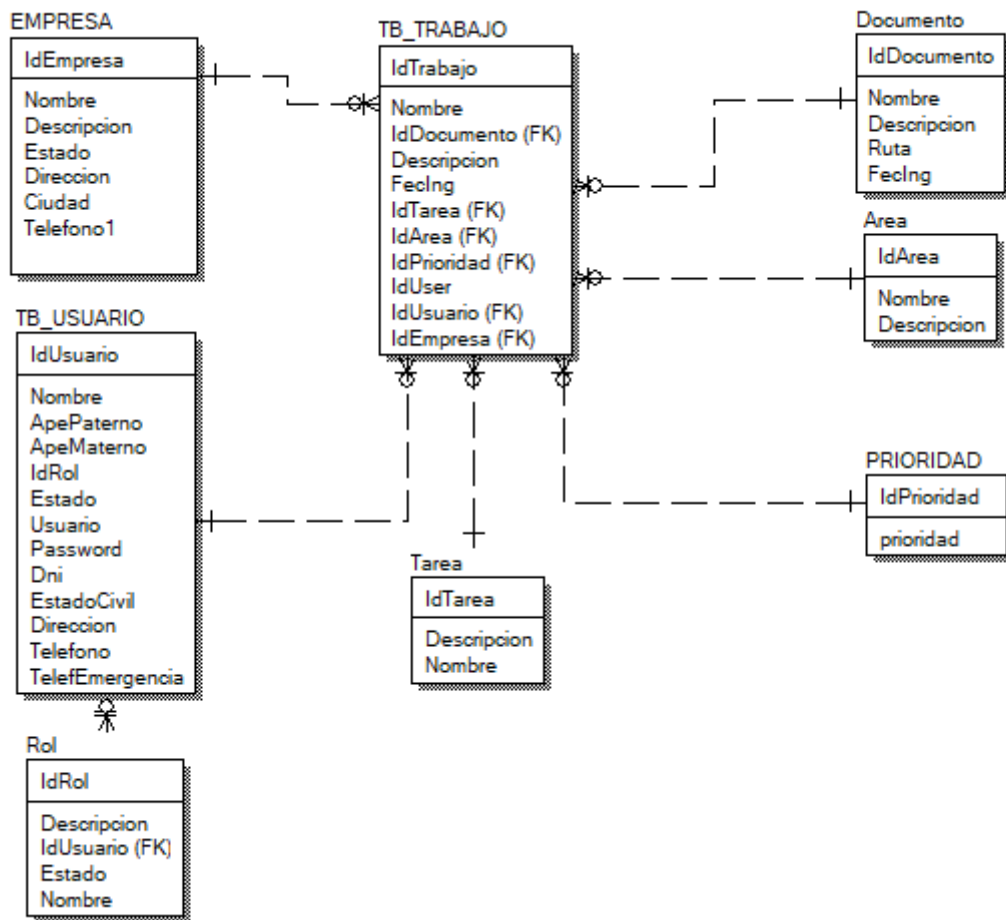 EMPRESA
IdEmpresa
Nombre
Descripcion
Estado
Direccion
Ciudad
Telefono1
TB_TRABAJO
IdTrabajo
Nombre
IdDocumento (FK)
Descripcion
FecIng
IdTarea (FK)
IdArea (FK)
IdPrioridad (FK)
IdUser
IdUsuario (FK)
IdEmpresa (FK)
Documento
IdDocumento
Nombre
Descripcion
Ruta
FecIng
Area
IdArea
Nombre
Descripcion
TB_USUARIO
IdUsuario
Nombre
ApePaterno
ApeMaterno
IdRol
Estado
Usuario
Password
Dni
EstadoCivil
Direccion
Telefono
TelefEmergencia
PRIORIDAD
IdPrioridad
prioridad
Tarea
IdTarea
Descripcion
Nombre
Rol
IdRol
Descripcion
IdUsuario (FK)
Estado
Nombre